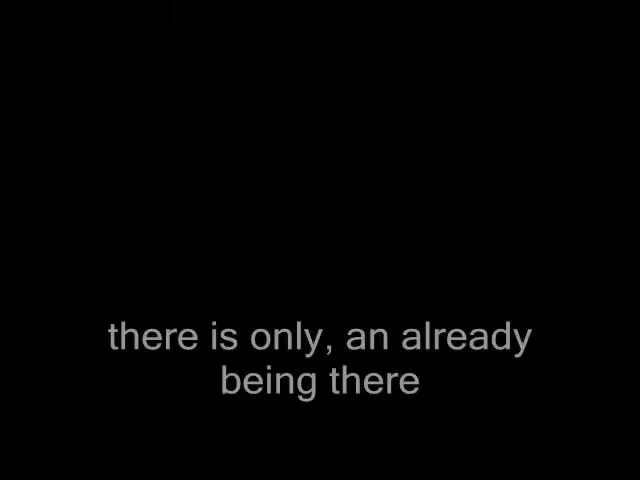 there is only, an already
being there